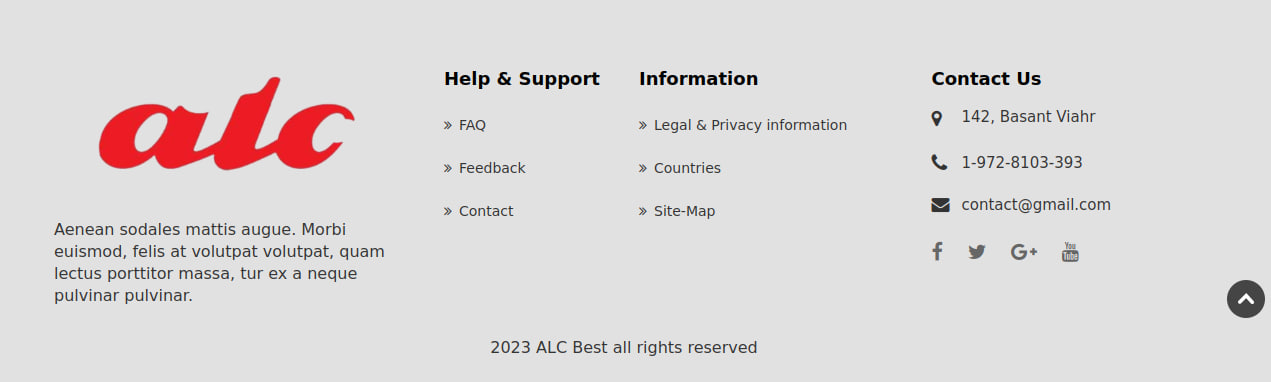 alc
Aenean sodales mattis augue. Morbi
euismod, felis at volutpat volutpat, quam
lectus porttitor massa, tur ex a neque
pulvinar pulvinar.
Help & Support
FAQ
Feedback
Contact
Information
Legal & Privacy information
Countries
Site-Map
Contact Us
142, Basant Viahr
1-972-8103-393
contact@gmail.com
You
Tube
2023 ALC Best all rights reserved